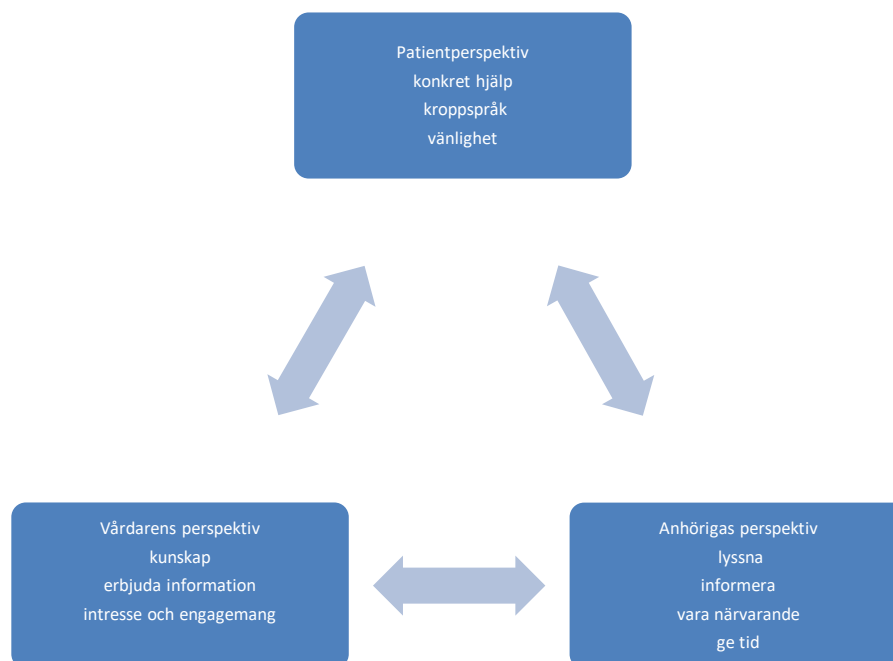 Patientperspektiv
konkret hjälp
kroppspråk
vänlighet
Vårdarens perspektiv
kunskap
erbjuda information
intresse och engagemang
Anhörigas perspektiv
lyssna
informera
vara närvarande
ge tid